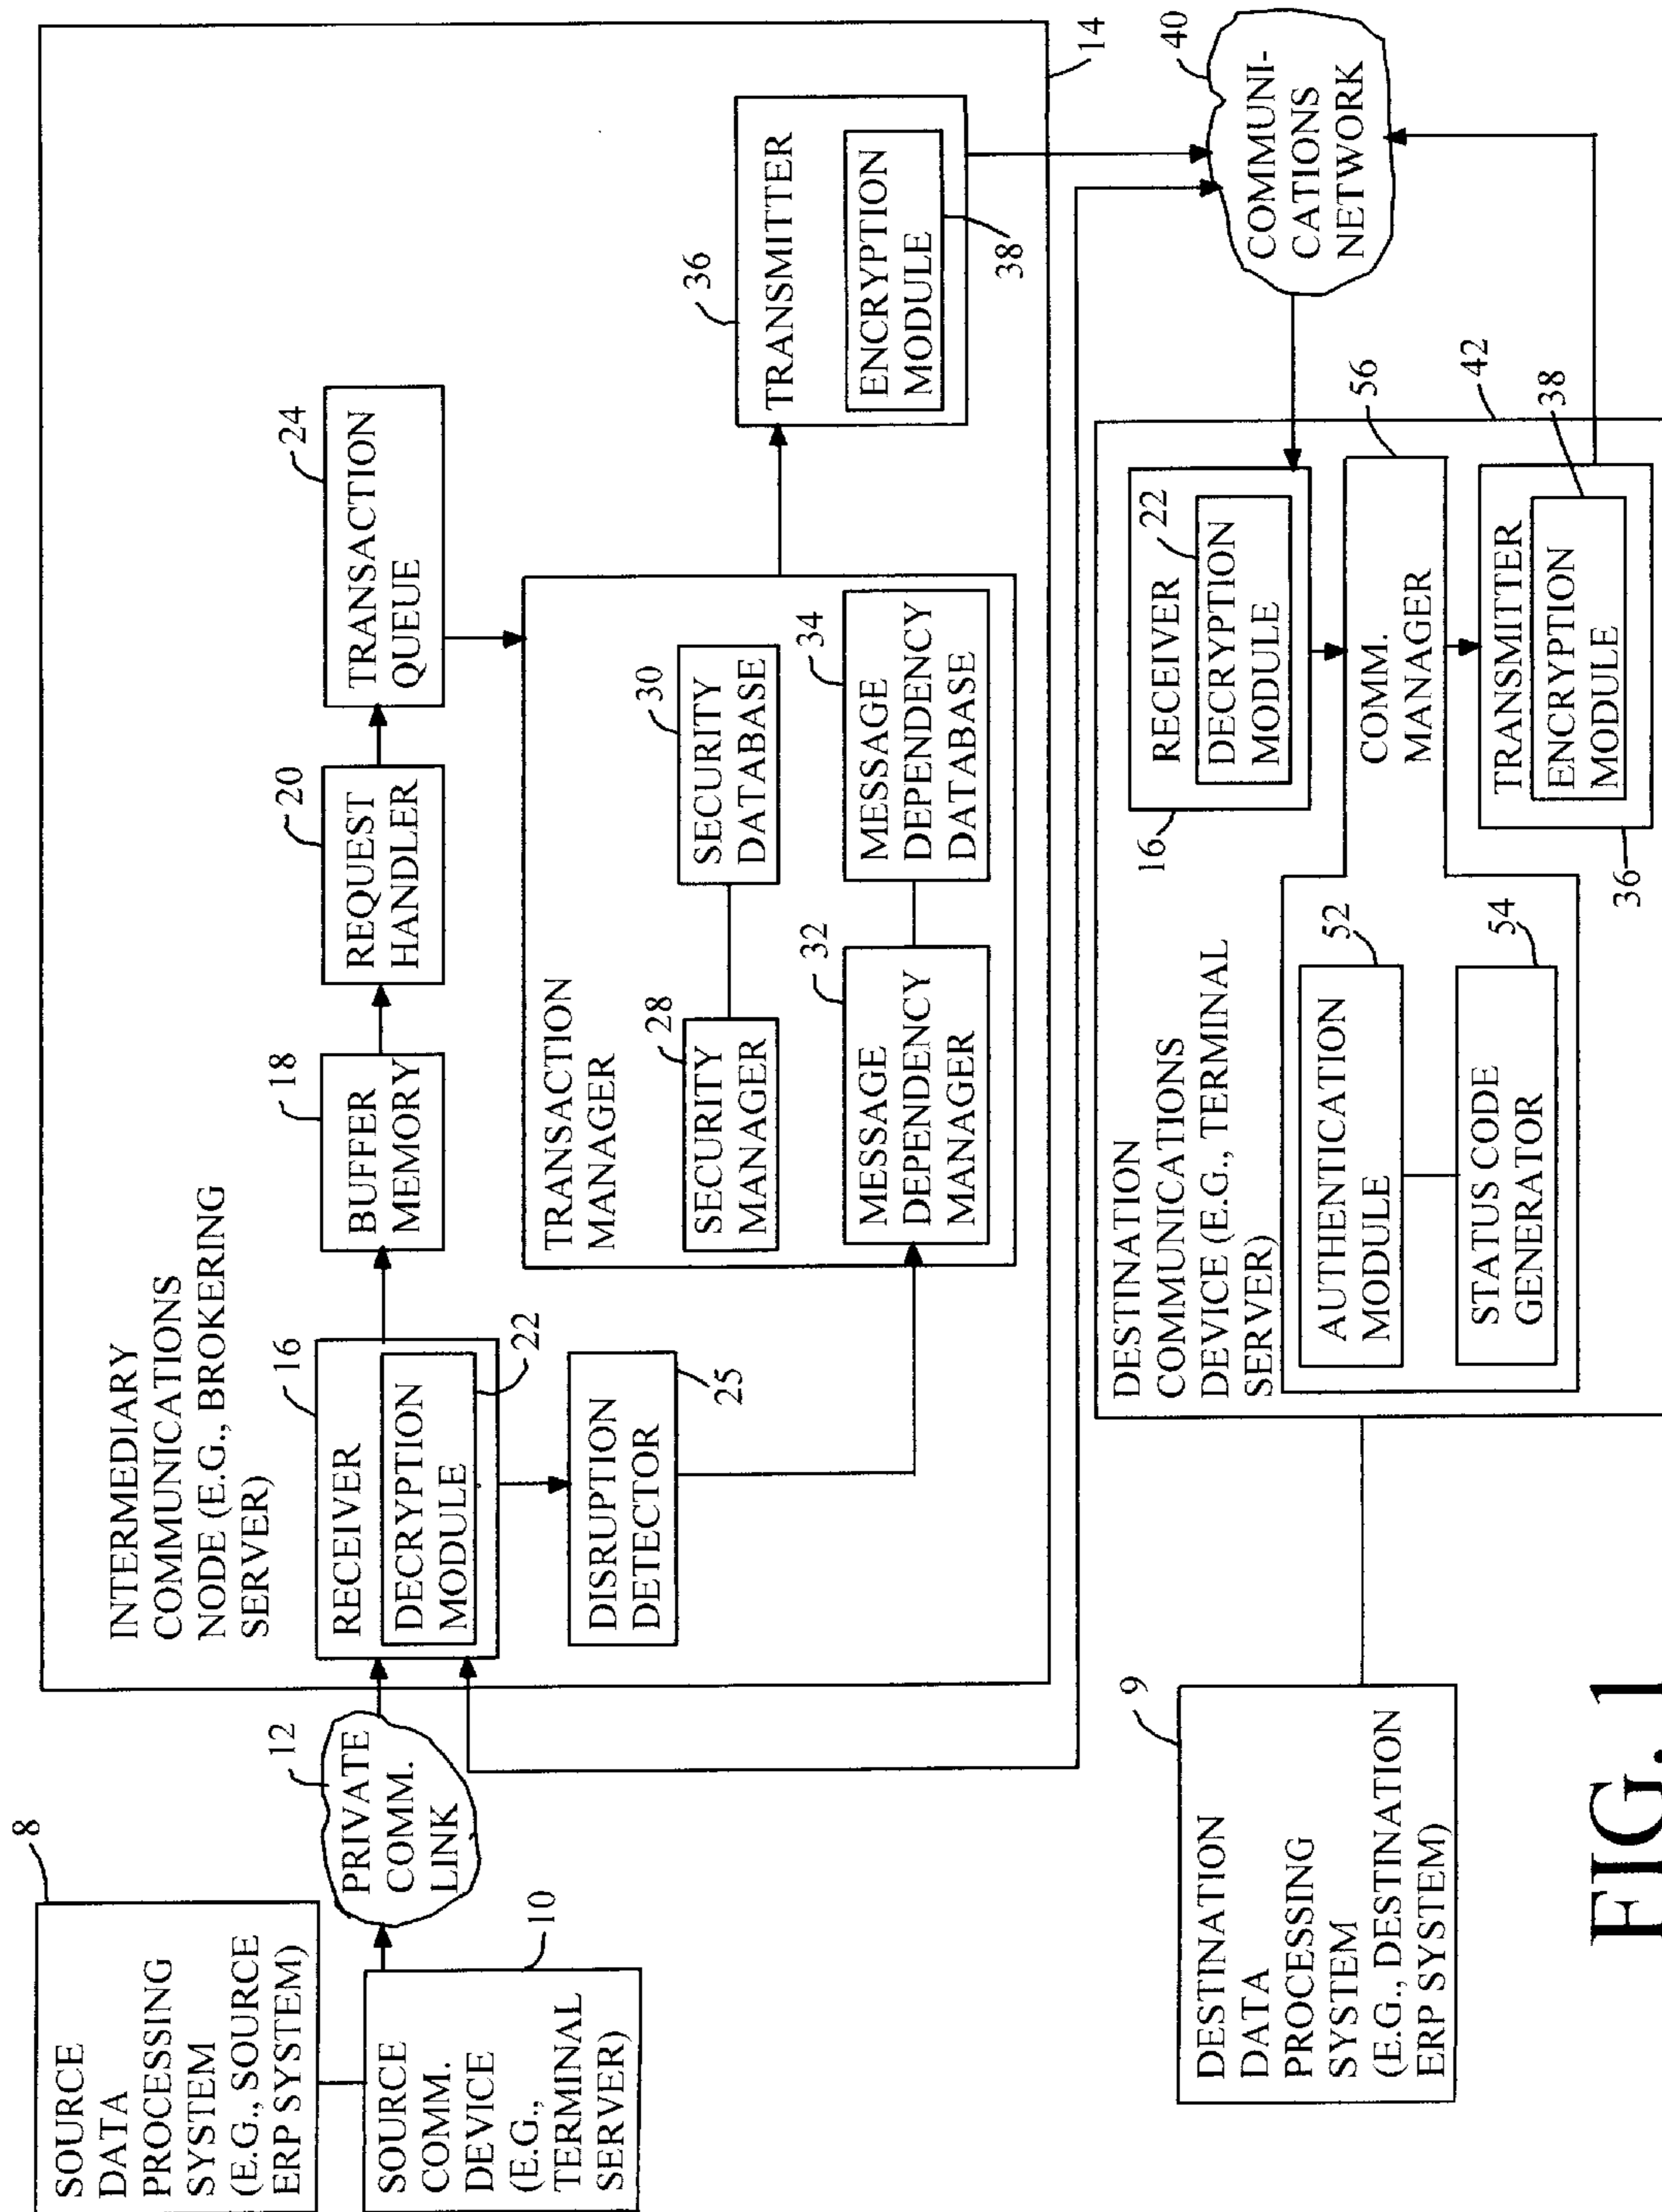 8
SOURCE
DATA
PROCESSING
SYSTEM
(E.G., SOURCE
ERP SYSTEM)
SOURCE
COMM.
DEVICE
(E.G.,
TERMINAL
SERVER)
10
12
PRIVATE
COMM.
LINK
INTERMEDIARY
COMMUNICATIONS
NODE (E.G., BROKERING
SERVER)
16
RECEIVER
DECRYPTION
MODULE
22
DISRUPTION
DETECTOR
25
18
BUFFER
MEMORY
20
REQUEST
HANDLER
24
TRANSACTION
QUEUE
TRANSACTION
MANAGER
28
SECURITY
MANAGER
30
SECURITY
DATABASE
32
MESSAGE
DEPENDENCY
MANAGER
34
MESSAGE
DEPENDENCY
DATABASE
36
TRANSMITTER
ENCRYPTION
MODULE
38
14
40
COMMUNI-
CATIONS
NETWORK
9
DESTINATION
DATA
PROCESSING
SYSTEM
(E.G., DESTINATION
ERP SYSTEM)
DESTINATION
COMMUNICATIONS
DEVICE (E.G., TERMINAL
SERVER)
52
AUTHENTICATION
MODULE
54
STATUS CODE
GENERATOR
16
RECEIVER
22
DECRYPTION
MODULE
56
COMM.
MANAGER
42
TRANSMITTER
38
ENCRYPTION
MODULE
36
FIG. 1